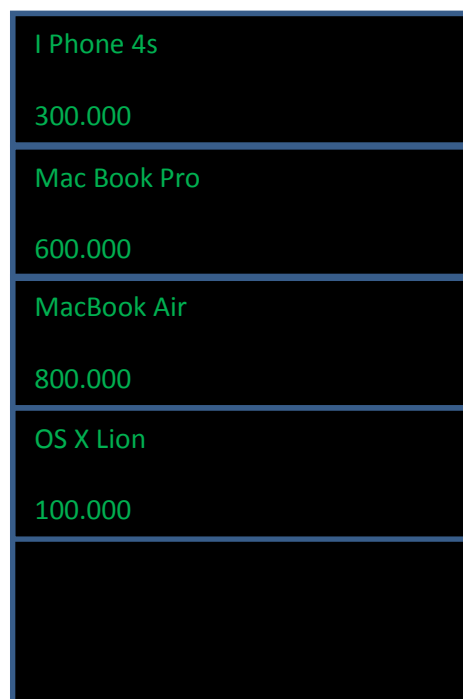 I Phone 4s
300.000
Mac Book Pro
600.000
MacBook Air
800.000
OS X Lion
100.000